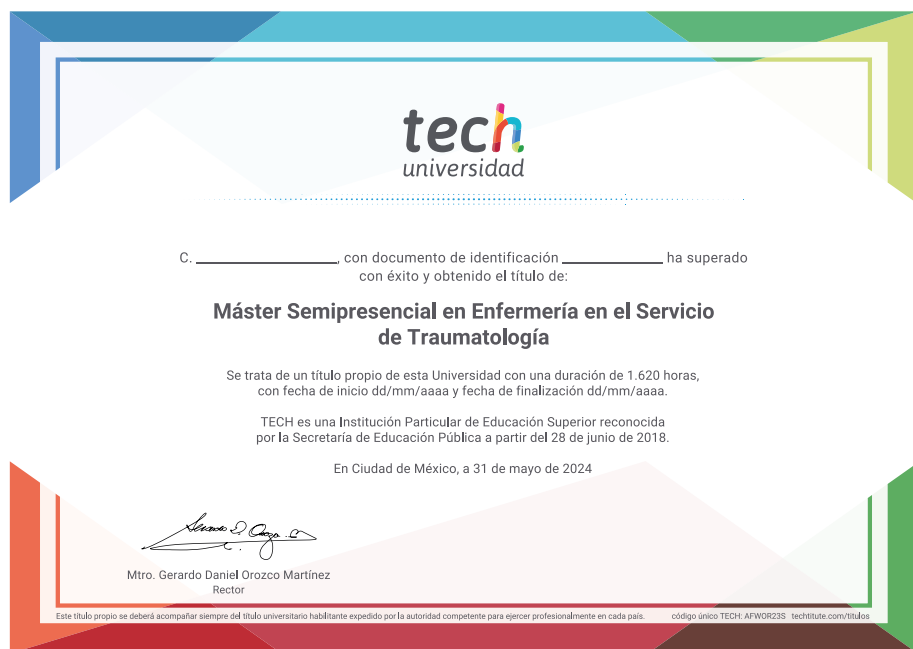 tech
universidad
C. ____________, con documento de identificación ____________ ha superado
con éxito y obtenido el título de:
Máster Semipresencial en Enfermería en el Servicio
de Traumatología
Se trata de un título propio de esta Universidad con una duración de 1.620 horas,
con fecha de inicio dd/mm/aaaa y fecha de finalización dd/mm/aaaa.
TECH es una Institución Particular de Educación Superior reconocida
por la Secretaría de Educación Pública a partir del 28 de junio de 2018.
En Ciudad de México, a 31 de mayo de 2024
Mtro. Gerardo Daniel Orozco Martínez
Rector
Este título propio se deberá acompañar siempre del título universitario habilitante expedido por la autoridad competente para ejercer profesionalmente en cada país. código único TECH: AFWOR23S techtitute.com/titulos